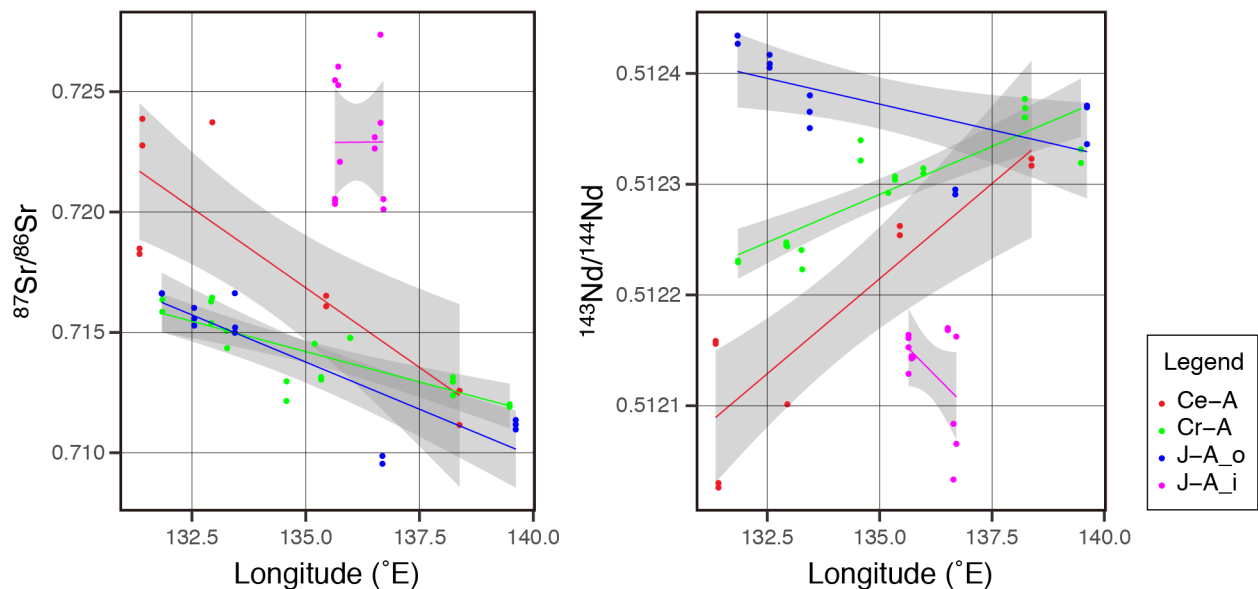 0.725
0.720
0.715
0.710
87Sr/86Sr
132.5 135.0 137.5 140.0
Longitude (˚E)
0.5124
0.5123
0.5122
0.5121
143Nd/144Nd
132.5 135.0 137.5 140.0
Longitude (˚E)
Legend
Ce−A
Cr−A
J−A_o
J−A_i